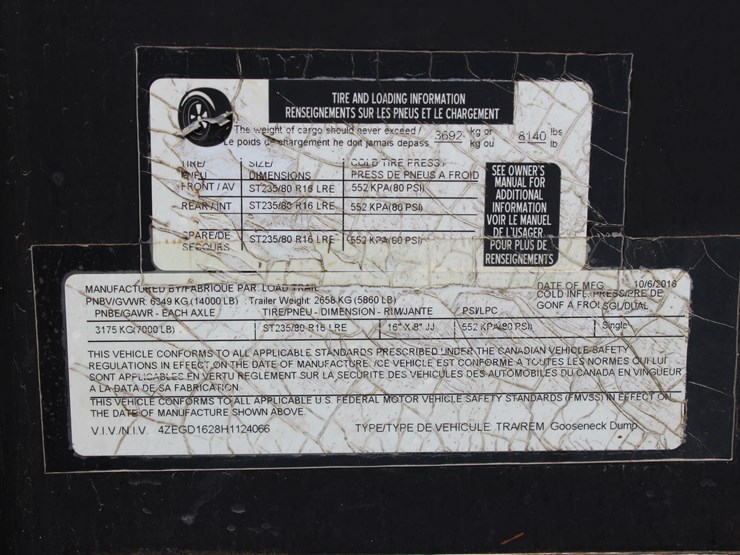 TIRE AND LOADING INFORMATION
RENSEIGNEMENTS SUR LES PNEUS ET LE CHARGEMENT
The weight of cargo should never exceed / 3692 kg or 8140 lbs
Le poids de chargement he doit jamais depass kg ou lb
TIRE/ SIZE/ COLD TIRE PRESS/
PNEU DIMENSIONS PRESS DE PNEUS A FROID
FRONT / AV ST235/80 R16 LRE 552 KPA(80 PSI)
REAR / INT ST235/80 R16 LRE 552 KPA(80 PSI)
SPARE/DE SECOURS ST235/80 R16 LRE 552 KPA(80 PSI)
SEE OWNER'S
MANUAL FOR
ADDITIONAL
INFORMATION
VOIR LE MANUEL
DE L'USAGER
POUR PLUS DE
RENSEIGNEMENTS
MANUFACTURED BY/FABRIQUE PAR: LOAD TRAIL DATE OF MFG 10/6/2016
PNBV/GVWR 6349 KG (14000 LB) Trailer Weight 2658 KG (5860 LB) COLD INFL. PRESS/PRE DE
PNBE/GAWR - EACH AXLE TIRE/PNEU - DIMENSION - RIM/JANTE PSI/LPC GONF A FROI SGL/DUAL
3175 KG(7000 LB) ST235/80 R16 LRE 16" X 8" JJ 552 KPA(80 PSI) Single
THIS VEHICLE CONFORMS TO ALL APPLICABLE STANDARDS PRESCRIBED UNDER THE CANADIAN VEHICLE SAFETY
REGULATIONS IN EFFECT ON THE DATE OF MANUFACTURE. /CE VEHICLE EST CONFORME A TOUTES LES NORMES QUI LUI
SONT APPLICABLES EN VERTU REGLEMENT SUR LA SECURITE DES VEHICULES DES AUTOMOBILES DU CANADA EN VINGUEUR
A LA DATA DE SA FABRICATION.
THIS VEHICLE CONFORMS TO ALL APPLICABLE U.S. FEDERAL MOTOR VEHICLE SAFETY STANDARDS (FMVSS) IN EFFECT ON
THE DATE OF MANUFACTURE SHOWN ABOVE.
V.I.V./N.I.V. 4ZEGD1628H1124066 TYPE/TYPE DE VEHICULE TRA/REM Gooseneck Dump